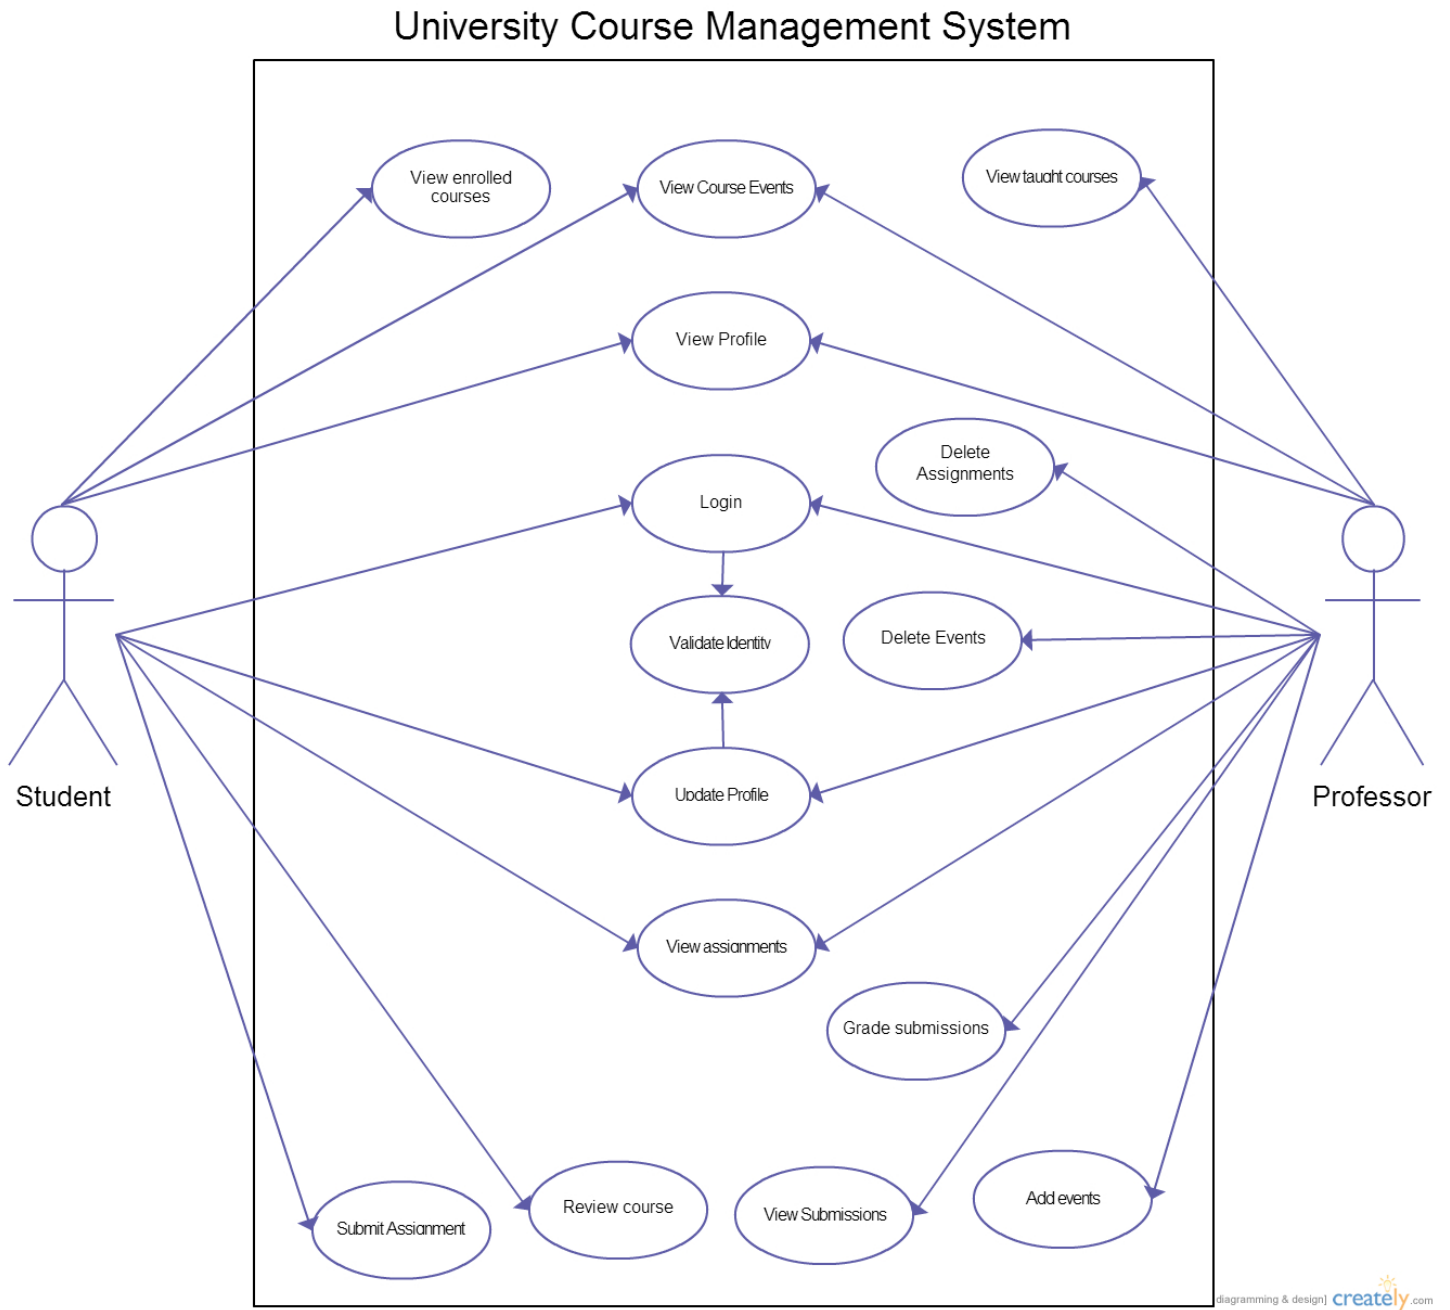 University Course Management System
View enrolled
courses
View Course Events
View taught courses
View Profile
Delete
Assignments
Login
Validate Identity
Delete Events
Student
Update Profile
Professor
View assignments
Grade submissions
Submit Assignment
Review course
View Submissions
Add events
diagramming & design] creately.com